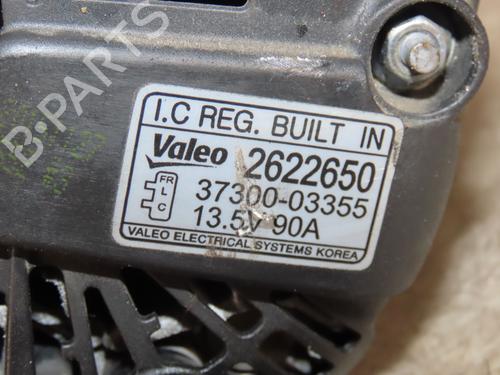 I.C REG. BUILT IN
Valeo 2622650
FR
L
C
37300-03355
13.5V 90A
VALEO ELECTRICAL SYSTEMS KOREA
B-PARTS